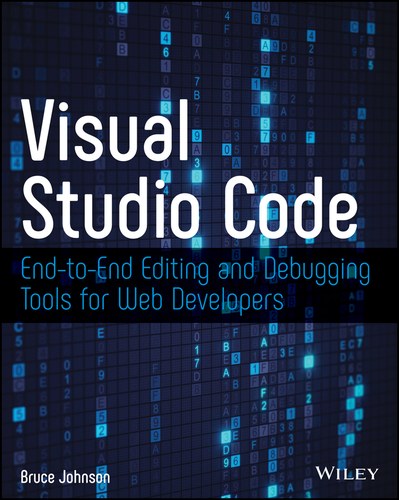 Visual
Studio Code
End-to-End Editing and Debugging
Tools for Web Developers
Bruce Johnson
WILEY